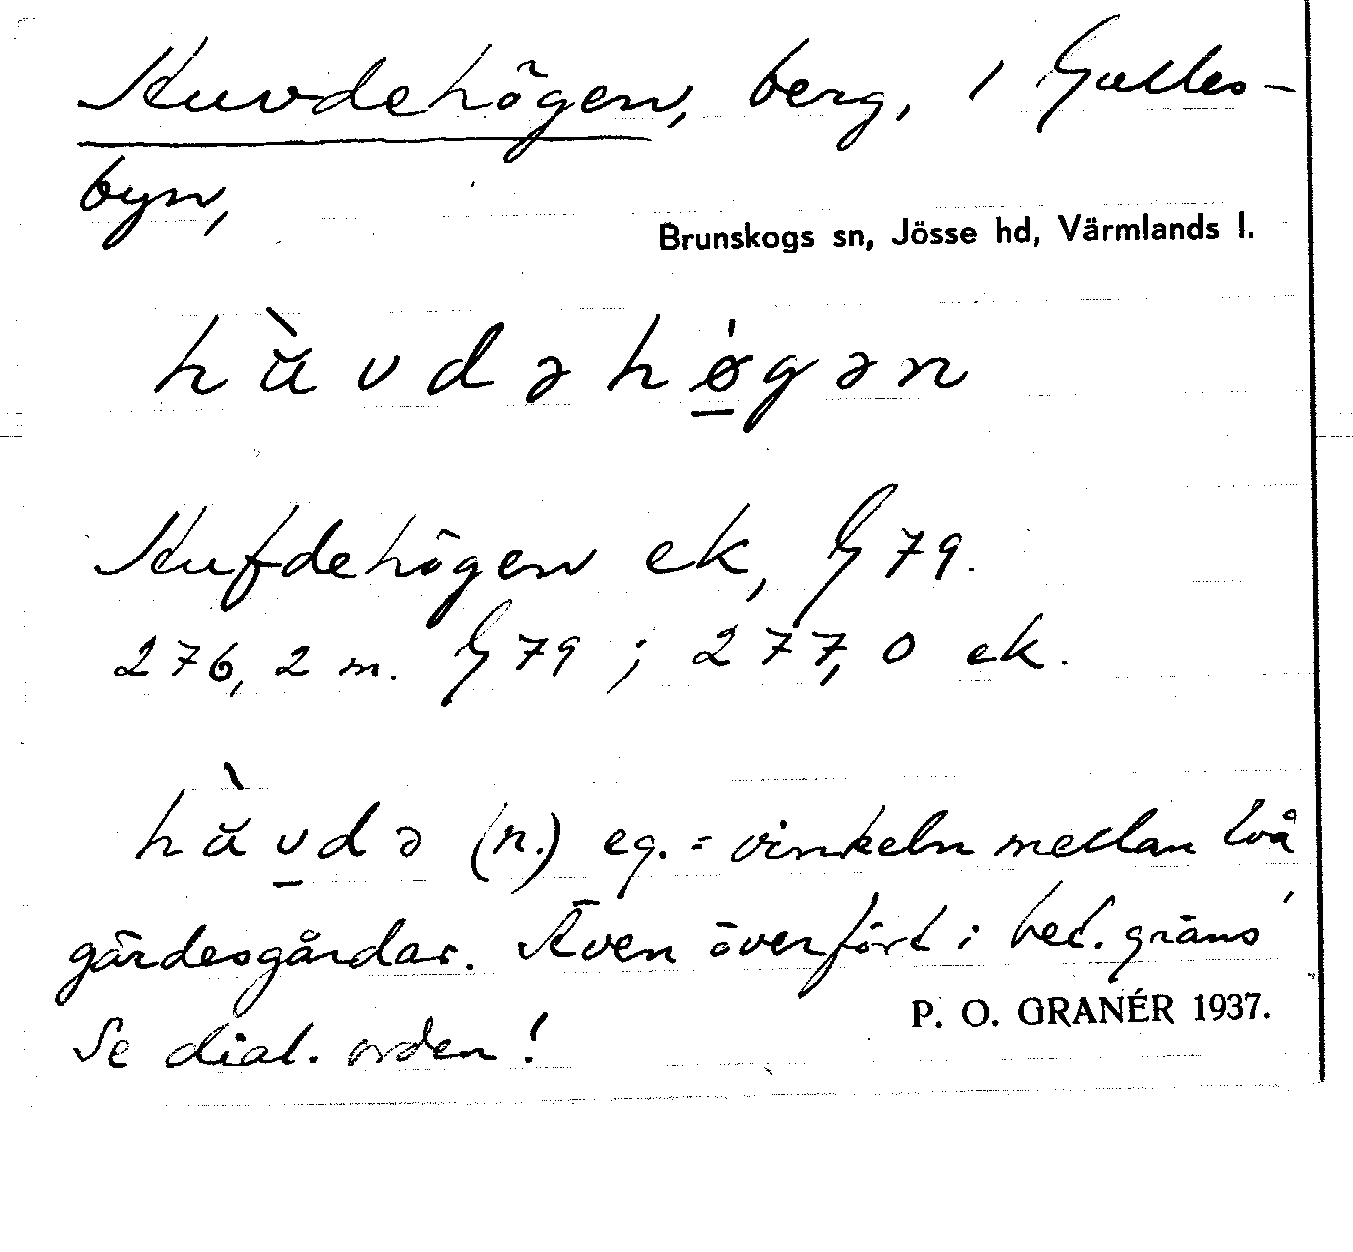 Huvdehögen, berg, i Gulles-
byn,
Brunskogs sn, Jösse hd, Värmlands l.
hùvdəhøgən
Hufdehögen ek, G 79.
276,2 m. G 79 ; 277,0 ek.
hùvdə (n.) eg. = vinkeln mellan två
gärdesgårdar. Även överfört i bet. gräns'
P. O. GRANÉR 1937.
Se dial. orden!